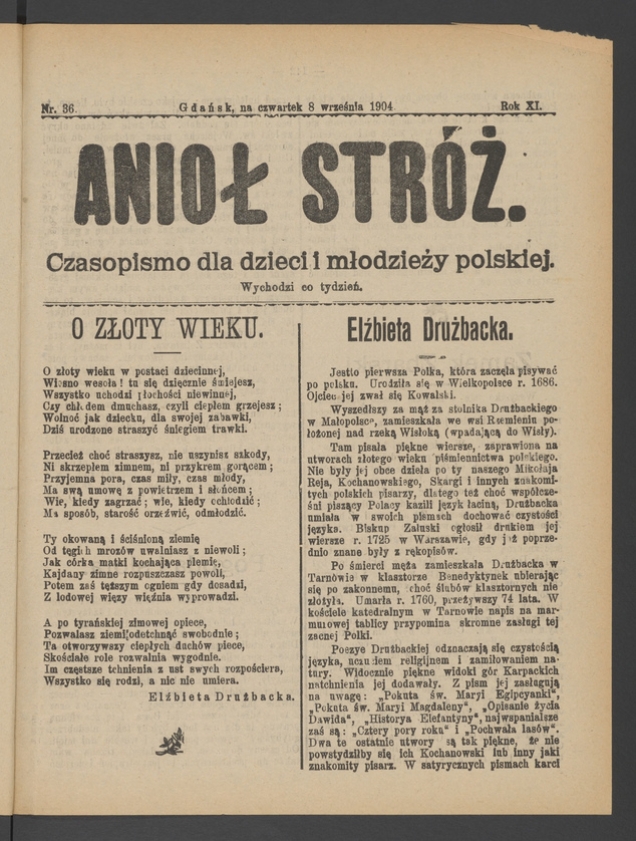 Nr. 36.
Gdańsk, na czwartek 8 września 1904
Rok XI.
ANIOŁ STRÓŻ.
Czasopismo dla dzieci i młodzieży polskiej.
Wychodzi co tydzień.
O ZŁOTY WIEKU.
O złoty wieku w postaci dziecinnej,
Wiosno wesoła! tu się dzięcznie śmiejesz,
Wszystko uchodzi płochości niewinnej,
Czy chłodem dmuchasz, czyli ciepłem grzejesz;
Wolnoć jak dziecku, dla swojej zabawki,
Dziś urodzone straszyć śniegiem trawki.
Przecież choć straszysz, nie uczynisz szkody,
Ni skrzepłem zimnem, ni przykrem gorącem;
Przyjemna pora, czas miły, czas młody,
Ma swą umowę z powietrzem i słońcem;
Wie, kiedy zagrzać; wie, kiedy ochłodzić;
Ma sposób, starość orzeźwić, odmłodzić.
Ty okowaną i ściśnioną ziemię
Od tęgich mrozów uwalniasz z niewoli;
Jak córka matki kochająca plemię,
Kajdany zimne rozpuszczasz powoli,
Potem zaś tęższym ogniem gdy dosadzi,
Z lodowej więzy więźnia wyprowadzi.
A po tyrańskiej zimowej opiece,
Pozwalasz ziemi odetchnąć swobodnie;
Ta otworzywszy ciepłych duchów piece,
Skościałe role rozwalnia wygodnie.
Im częstsze tchnienia z ust swych rozpościera,
Wszystko się rodzi, a nic nie umiera.
Elżbieta Drużbacka.
Elżbieta Drużbacka.
Jestto pierwsza Polka, która zaczęła pisywać
po polsku. Urodziła się w Wielkopolsce r. 1686.
Ojciec jej zwał się Kowalski.
Wyszedłszy za mąż za stolnika Drużbackiego
w Małopolsce, zamieszkała we wsi Rzemieniu po-
łożonej nad rzeką Wisłoką (wpadającą do Wisły).
Tam pisała piękne wiersze, zaprawiona na
utworach złotego wieku piśmiennictwa polskiego.
Nie były jej obce dzieła po ty naszego Mikołaja
Reja, Kochanowskiego, Skargi i innych znakomi-
tych polskich pisarzy, dlatego też choć współcze-
śni piszący Polacy kazili język łaciną, Drużbacka
umiała w swoich pismach dochować czystości
języka. Biskup Załuski ogłosił drukiem jej
wiersze r. 1725 w Warszawie, gdy już poprze-
dnio znane były z rękopisów.
Po śmierci męża zamieszkała Drużbacka w
Tarnowie w klasztorze Benedyktynek ubierając
się po zakonnemu, choć ślubów klasztornych nie
złożyła. Umarła r. 1760, przeżywszy 74 lata. W
kościele katedralnym w Tarnowie napis na mar-
murowej tablicy przypomina skromne zasługi tej
zacnej Polki.
Poezye Drużbackiej odznaczają się czystością
języka, uczuciem religijnem i zamiłowaniem na-
tury. Widocznie piękne widoki gór Karpackich
natchnienia jej dodawały. Z pism jej zasługują
na uwagę: „Pokuta św. Maryi Egipcyanki",
„Pokuta św. Maryi Magdaleny", „Opisanie życia
Dawida", „Historya Elefantyny", najwspanialsze
zaś są: „Cztery pory roku" i „Pochwała lasów".
Dwa te ostatnie utwory są tak piękne, że nie
powstydziłby się ich Kochanowski lub inny jaki
znakomity pisarz. W satyrycznych pismach karci